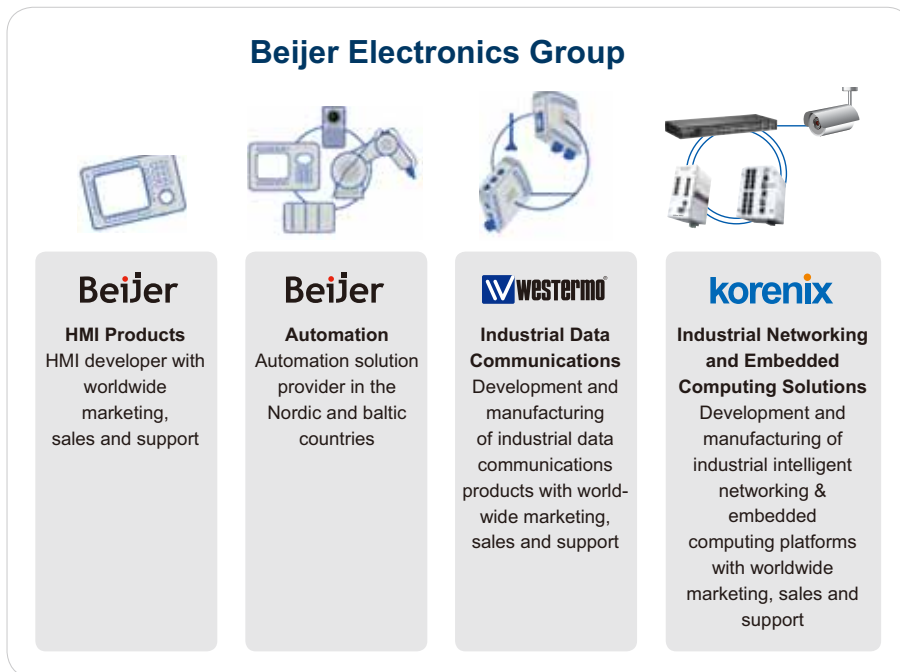 Beijer Electronics Group
Beijer
HMI Products
HMI developer with
worldwide
marketing,
sales and support
Beijer
Automation
Automation solution
provider in the
Nordic and baltic
countries
westermo®
Industrial Data
Communications
Development and
manufacturing
of industrial data
communications
products with world-
wide marketing,
sales and support
korenix
Industrial Networking
and Embedded
Computing Solutions
Development and
manufacturing of
industrial intelligent
networking &
embedded
computing platforms
with worldwide
marketing, sales and
support